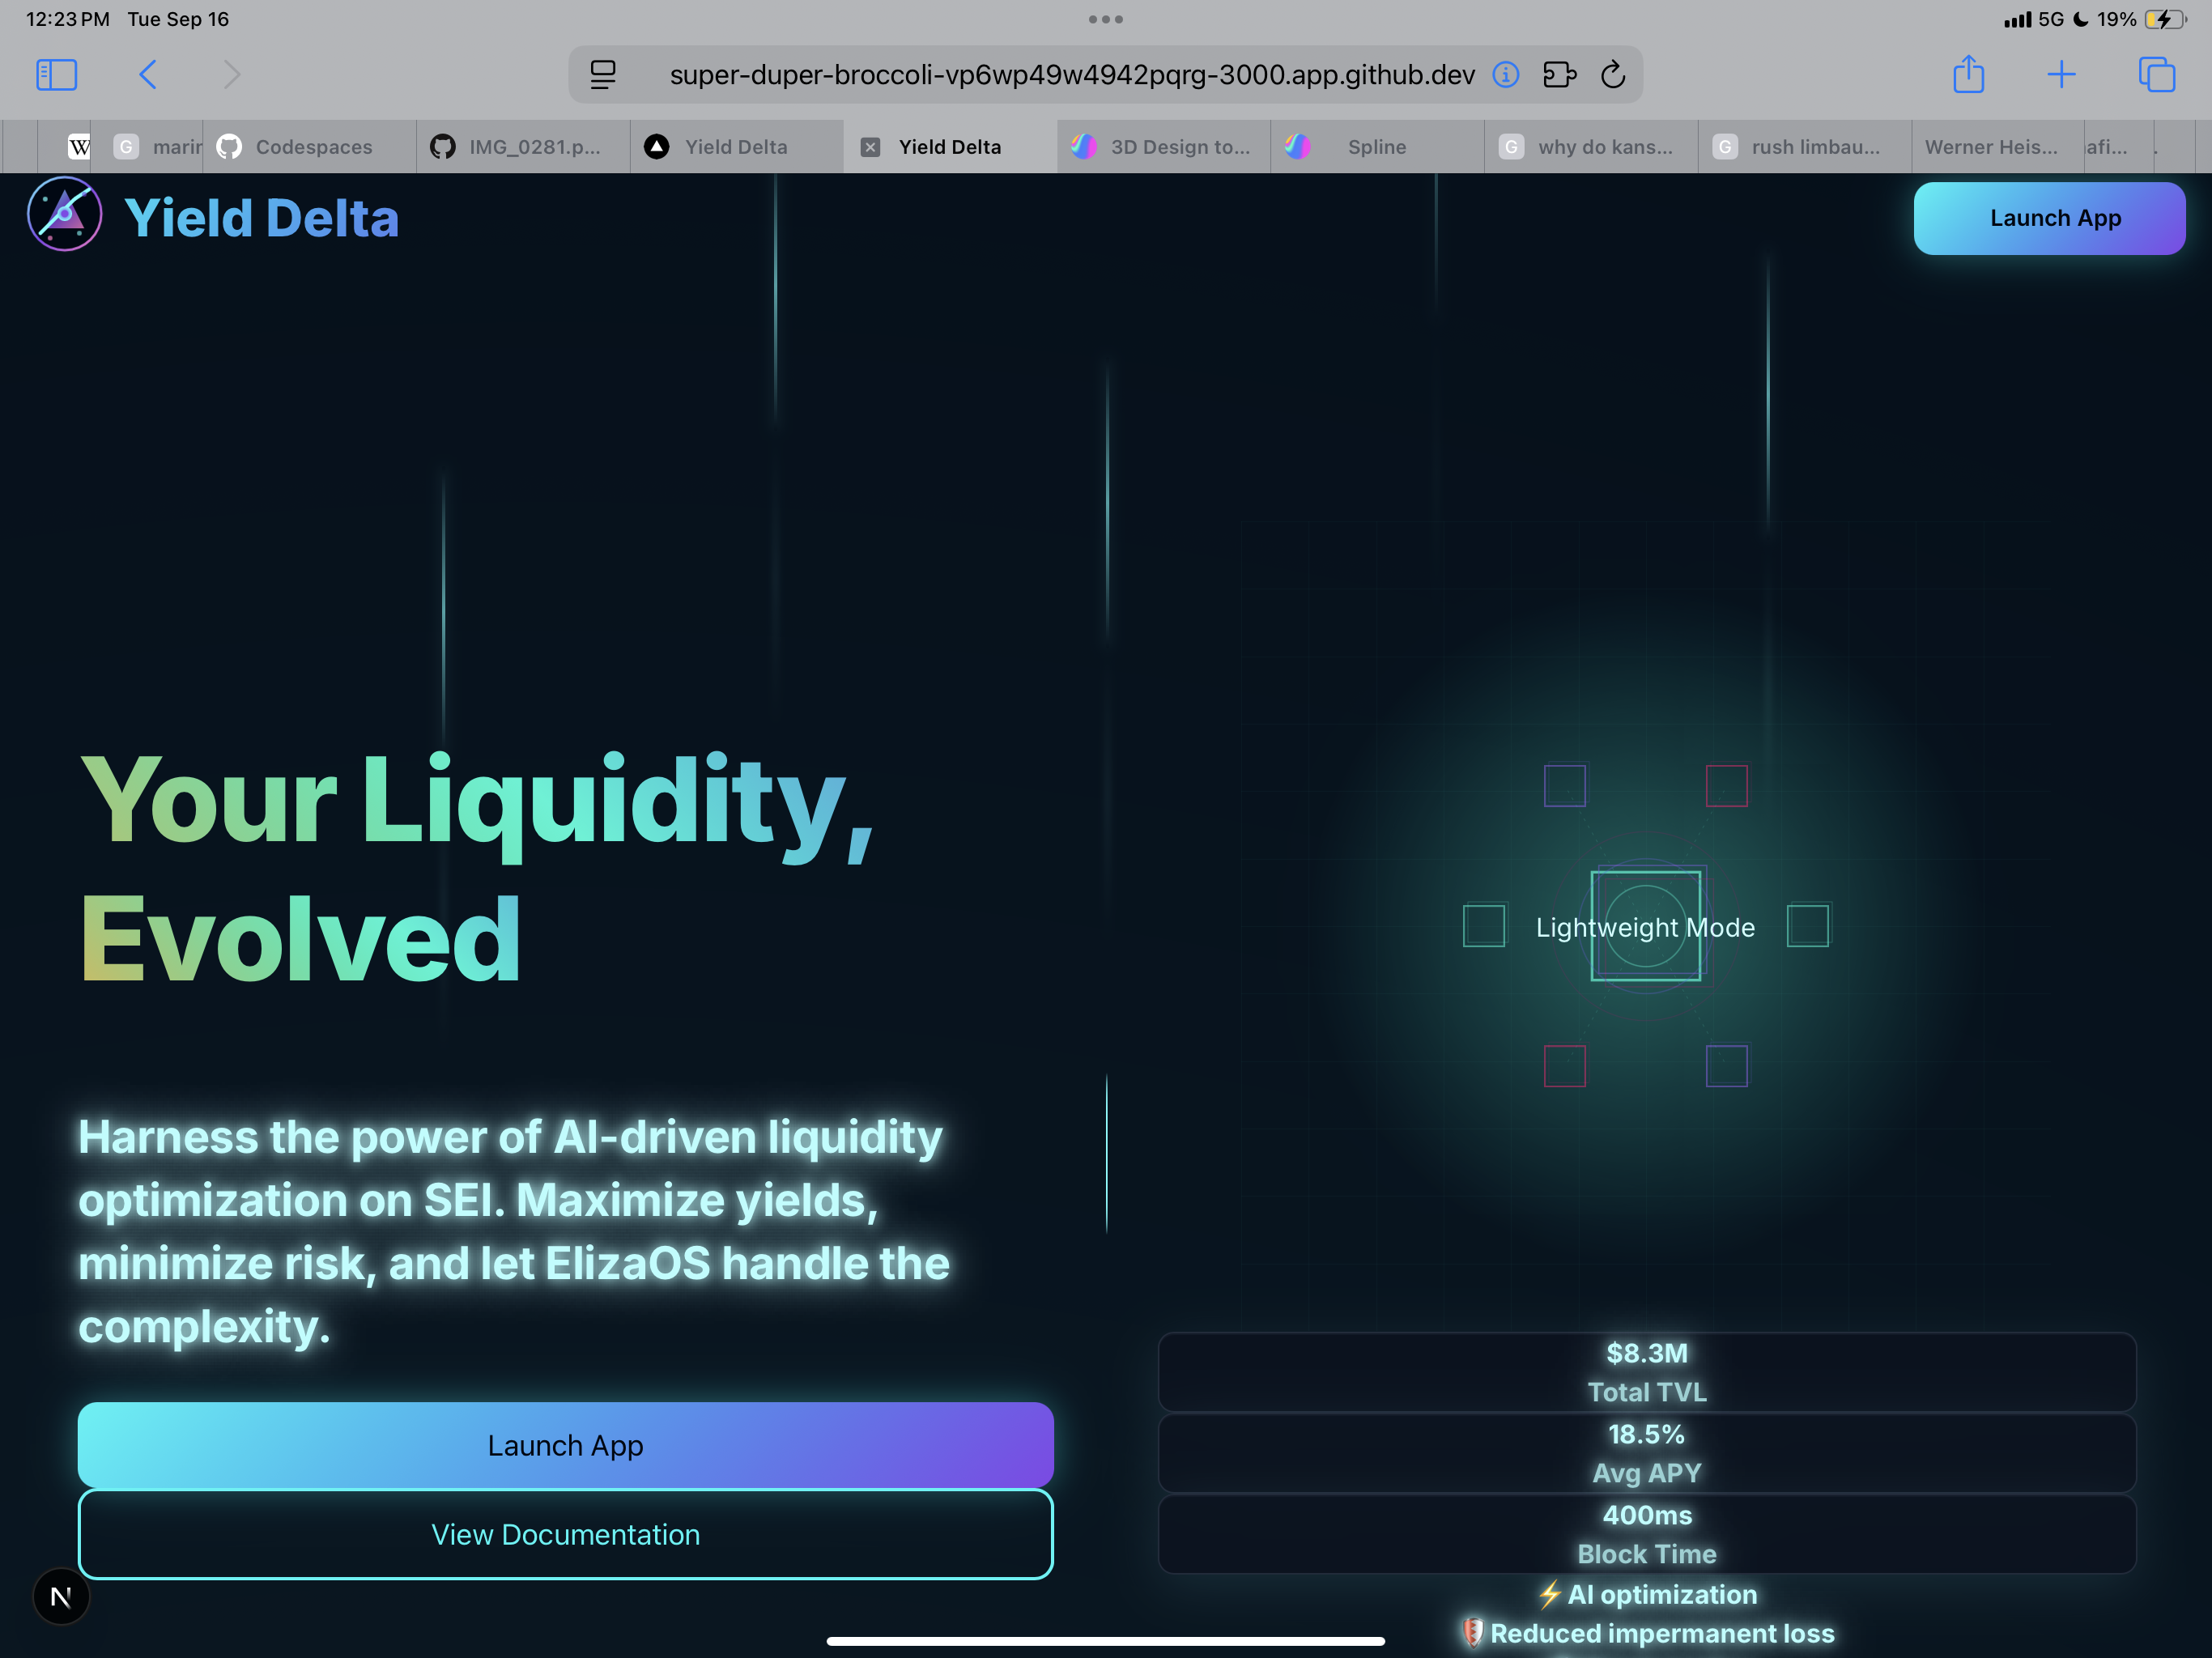 12:23 PM Tue Sep 16
5G 19%
super-duper-broccoli-vp6wp49w4942pqrg-3000.app.github.dev
W
G marir
Codespaces
IMG_0281.p...
Yield Delta
Yield Delta
3D Design to...
Spline
G why do kans...
G rush limbau...
Werner Heis...
afi...
Yield Delta
Launch App
Your Liquidity,
Evolved
Lightweight Mode
Harness the power of AI-driven liquidity
optimization on SEI. Maximize yields,
minimize risk, and let ElizaOS handle the
complexity.
Launch App
View Documentation
N
$8.3M
Total TVL
18.5%
Avg APY
400ms
Block Time
⚡AI optimization
🛡️Reduced impermanent loss